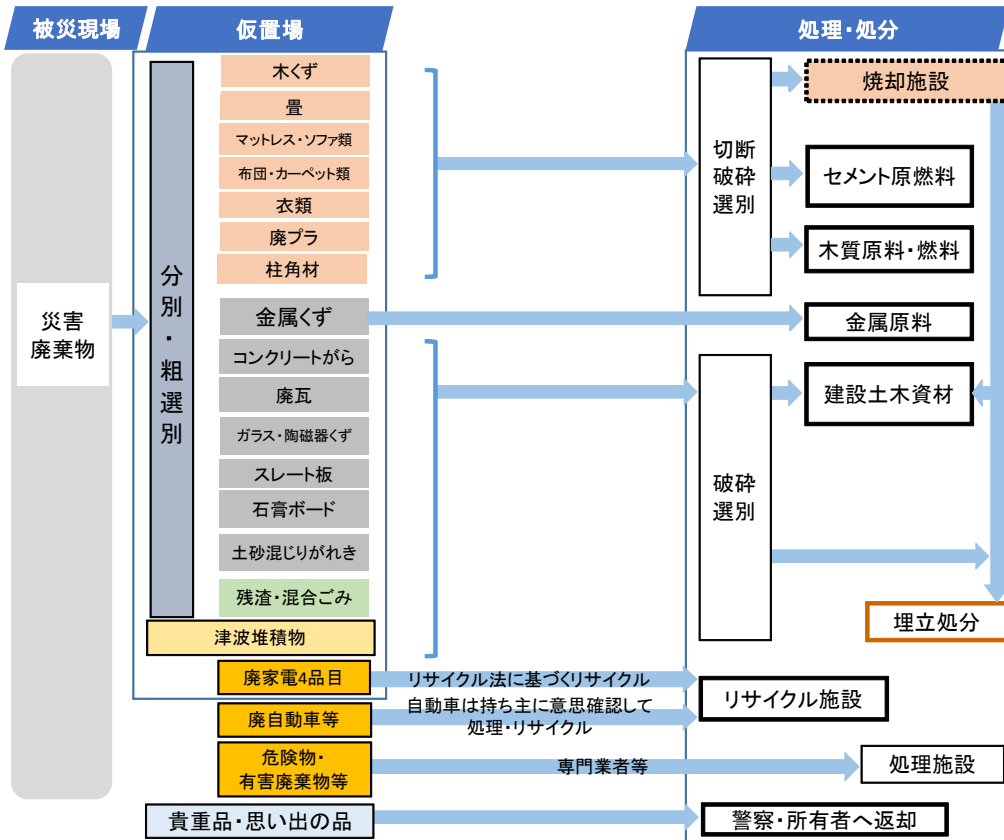 被災現場
仮置場
処理・処分
災害
廃棄物
分別・粗選別
木くず
畳
マットレス・ソファ類
布団・カーペット類
衣類
廃プラ
柱角材
金属くず
コンクリートがら
廃瓦
ガラス・陶磁器くず
スレート板
石膏ボード
土砂混じりがれき
残渣・混合ごみ
津波堆積物
廃家電4品目
廃自動車等
危険物・
有害廃棄物等
貴重品・思い出の品
リサイクル法に基づくリサイクル
自動車は持ち主に意思確認して
処理・リサイクル
専門業者等
切断
破砕
選別
破砕
選別
焼却施設
セメント原燃料
木質原料・燃料
金属原料
建設土木資材
埋立処分
リサイクル施設
処理施設
警察・所有者へ返却